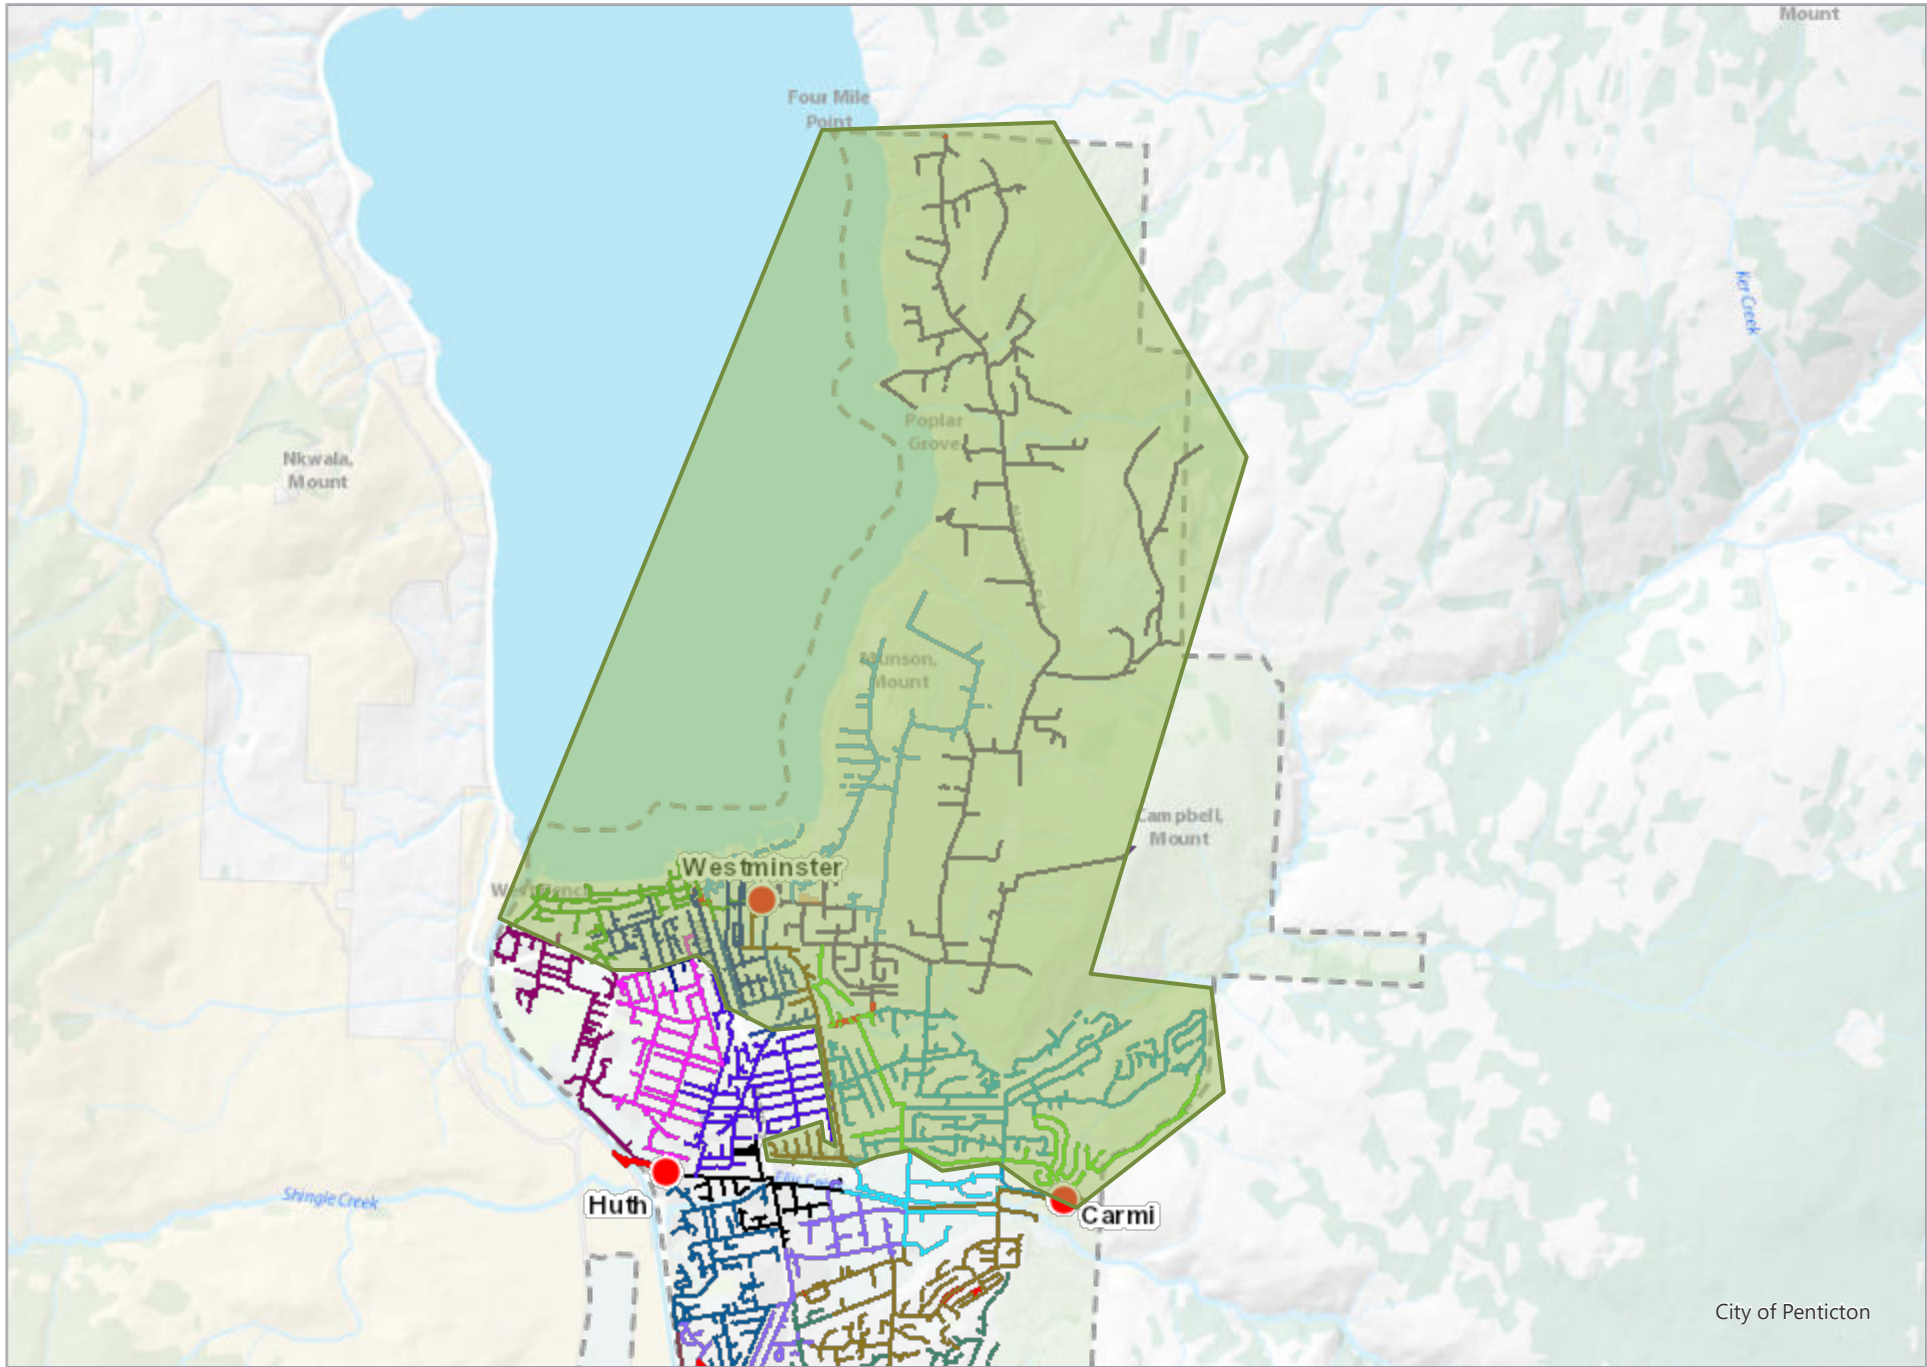 Mount
Four Mile
Point
Ker Creek
Nkwala,
Mount
Poplar
Grove
Munson,
Mount
Campbell,
Mount
Westminster
Huth
Carmi
Shingle Creek
City of Penticton